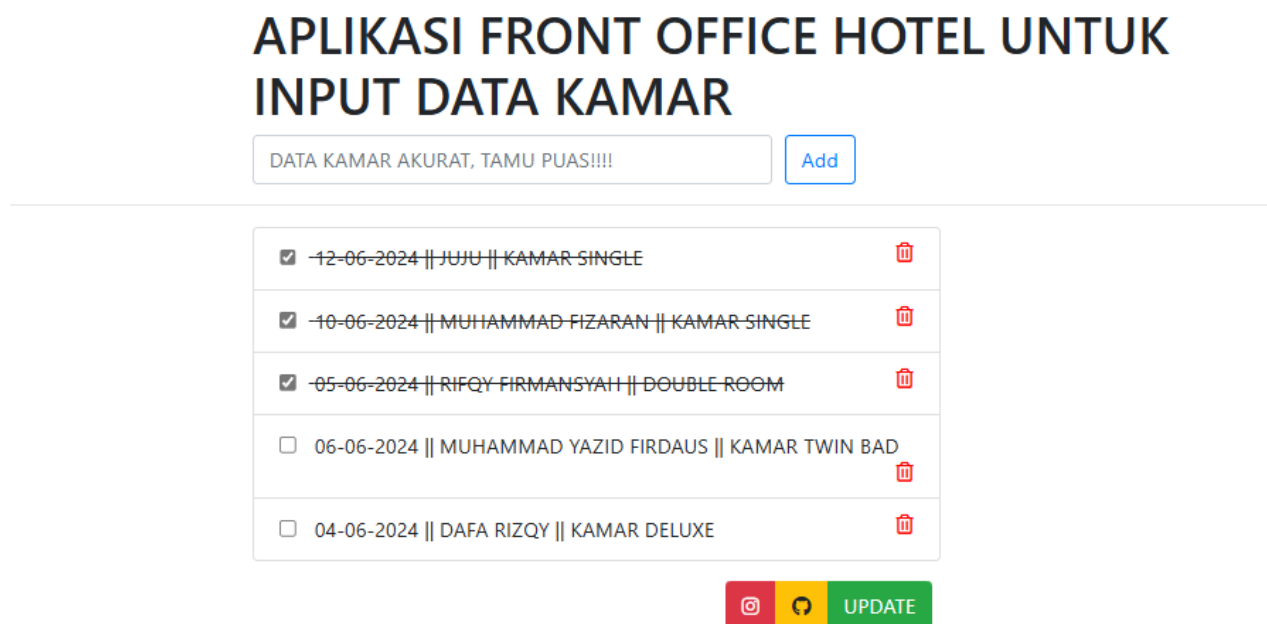 APLIKASI FRONT OFFICE HOTEL UNTUK
INPUT DATA KAMAR
DATA KAMAR AKURAT, TAMU PUAS!!!!
Add
12-06-2024 || JUJU || KAMAR SINGLE
10-06-2024 || MUHAMMAD FIZARAN || KAMAR SINGLE
05-06-2024 || RIFQY FIRMANSYAH || DOUBLE ROOM
06-06-2024 || MUHAMMAD YAZID FIRDAUS || KAMAR TWIN BAD
04-06-2024 || DAFA RIZQY || KAMAR DELUXE
UPDATE